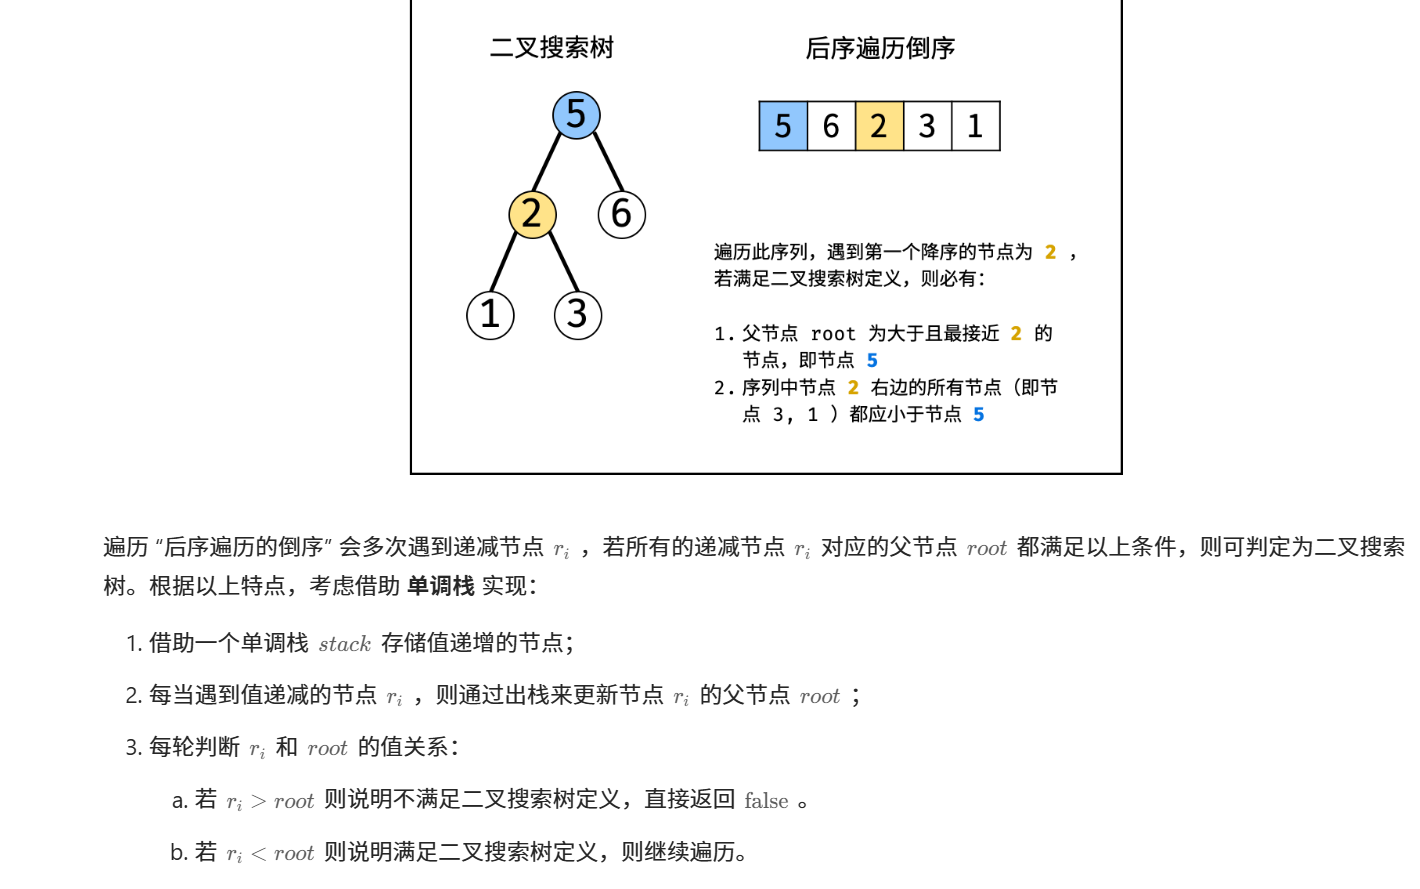 二叉搜索树
后序遍历倒序
5
2
6
1
3
5 6 2 3 1
遍历此序列，遇到第一个降序的节点为 2 ，
若满足二叉搜索树定义，则必有：
1. 父节点 root 为大于且最接近 2 的
节点，即节点 5
2. 序列中节点 2 右边的所有节点（即节
点 3, 1 ）都应小于节点 5
遍历 “后序遍历的倒序” 会多次遇到递减节点 rᵢ ，若所有的递减节点 rᵢ 对应的父节点 root 都满足以上条件，则可判定为二叉搜索
树。根据以上特点，考虑借助 单调栈 实现：
1. 借助一个单调栈 stack 存储值递增的节点；
2. 每当遇到值递减的节点 rᵢ ，则通过出栈来更新节点 rᵢ 的父节点 root ；
3. 每轮判断 rᵢ 和 root 的值关系：
a. 若 rᵢ > root 则说明不满足二叉搜索树定义，直接返回 false 。
b. 若 rᵢ < root 则说明满足二叉搜索树定义，则继续遍历。